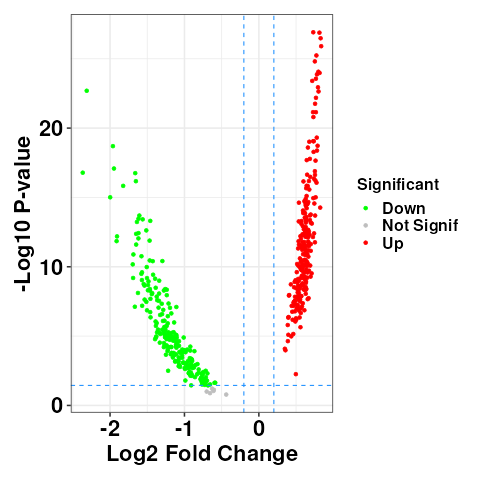 -Log10 P-value
20
10
0
-2
-1
0
Log2 Fold Change
Significant
Down
Not Signif
Up